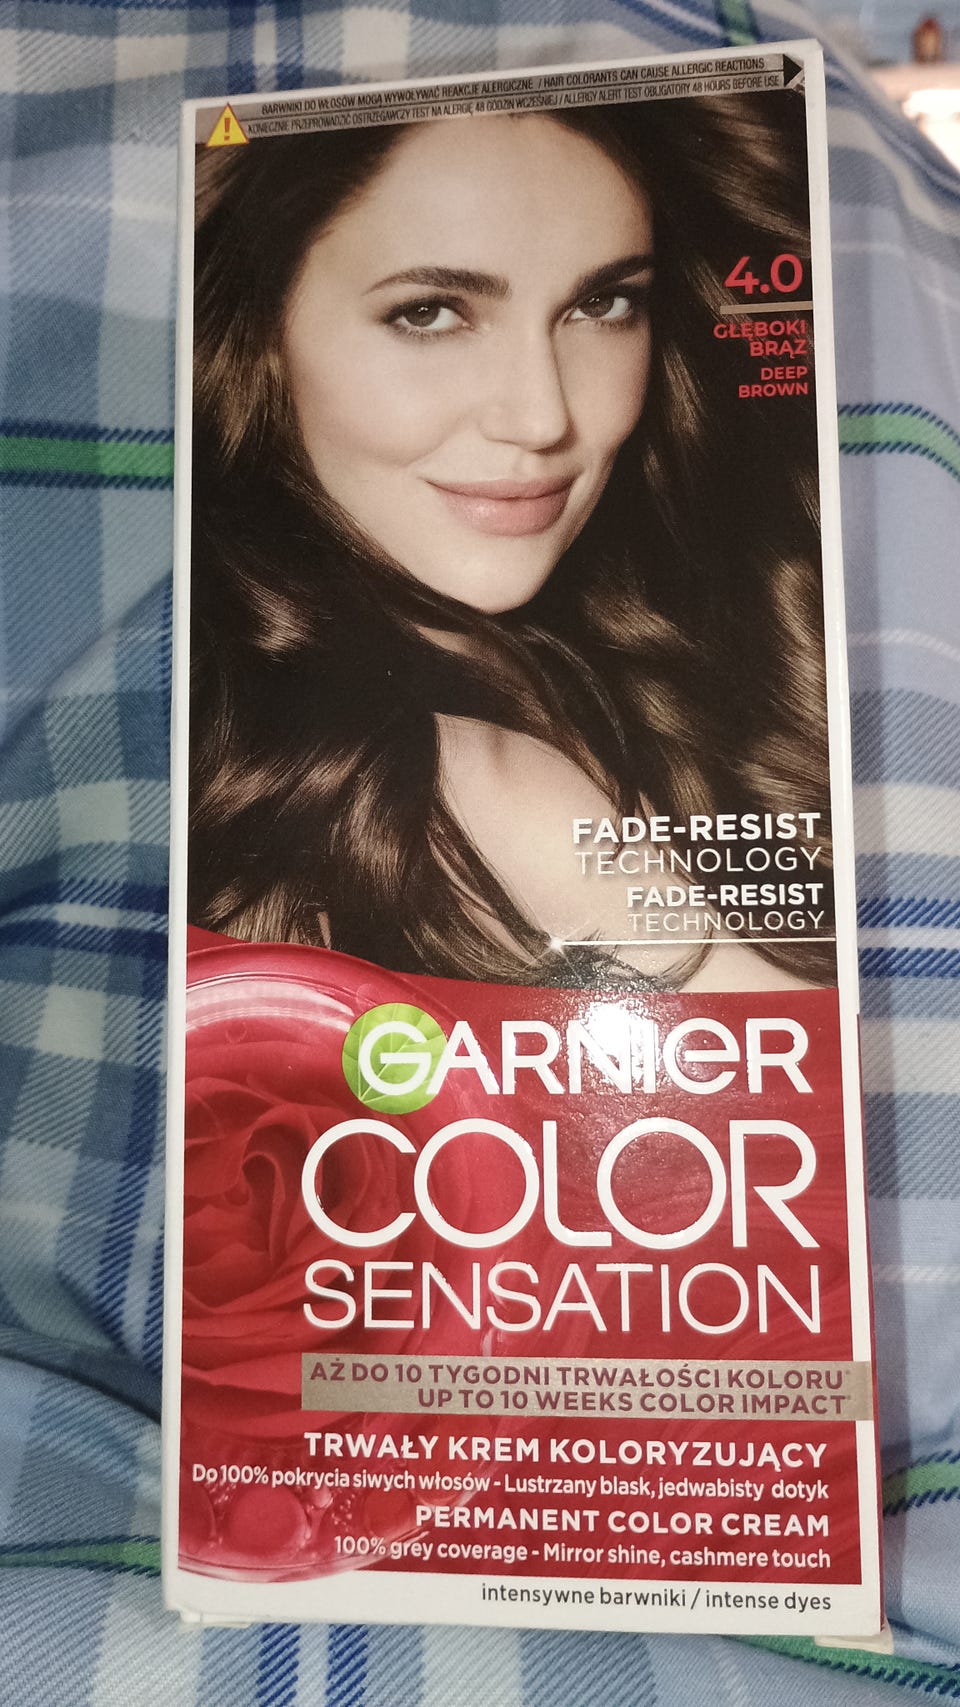 BARWNIKI DO WŁOSÓW MOGĄ WYWOŁYWAĆ REAKCJE ALERGICZNE / HAIR COLORANTS CAN CAUSE ALLERGIC REACTIONS
KONIECZNIE PRZEPROWADZIĆ OSTRZEGAWCZY TEST NA ALERGIĘ 48 GODZIN WCZEŚNIEJ / ALLERGY ALERT TEST OBLIGATORY 48 HOURS BEFORE USE
4.0
GŁĘBOKI
BRĄZ
DEEP
BROWN
FADE-RESIST
TECHNOLOGY
FADE-RESIST
TECHNOLOGY
GARNIER
COLOR
SENSATION
AŻ DO 10 TYGODNI TRWAŁOŚCI KOLORU*
UP TO 10 WEEKS COLOR IMPACT*
TRWAŁY KREM KOLORYZUJĄCY
Do 100% pokrycia siwych włosów - Lustrzany blask, jedwabisty dotyk
PERMANENT COLOR CREAM
100% grey coverage - Mirror shine, cashmere touch
intensywne barwniki / intense dyes